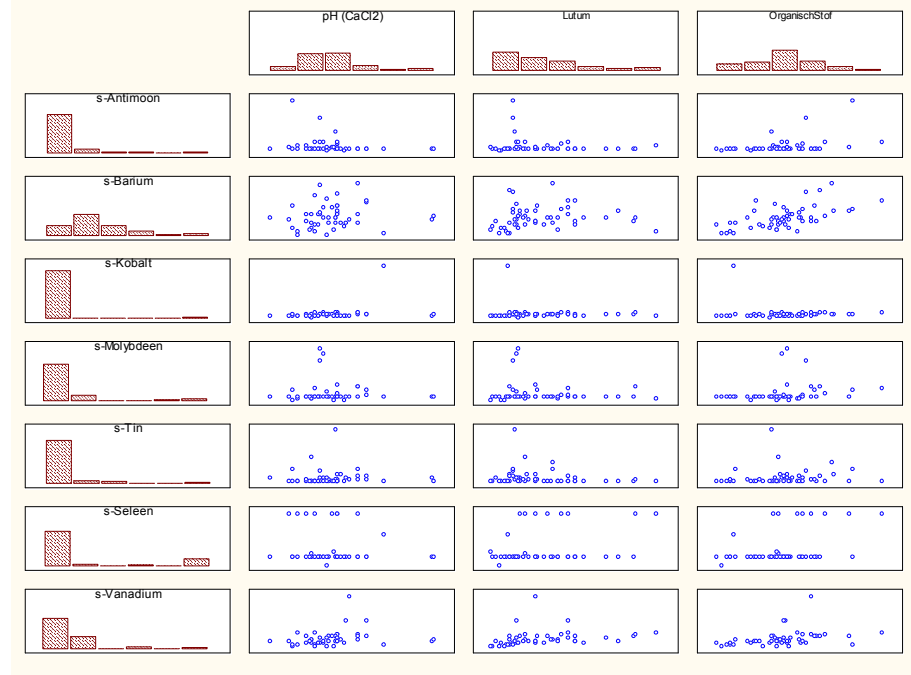 pH (CaCl2)
Lutum
OrganischStof
s-Antimoon
s-Barium
s-Kobalt
s-Molybdeen
s-Tin
s-Seleen
s-Vanadium